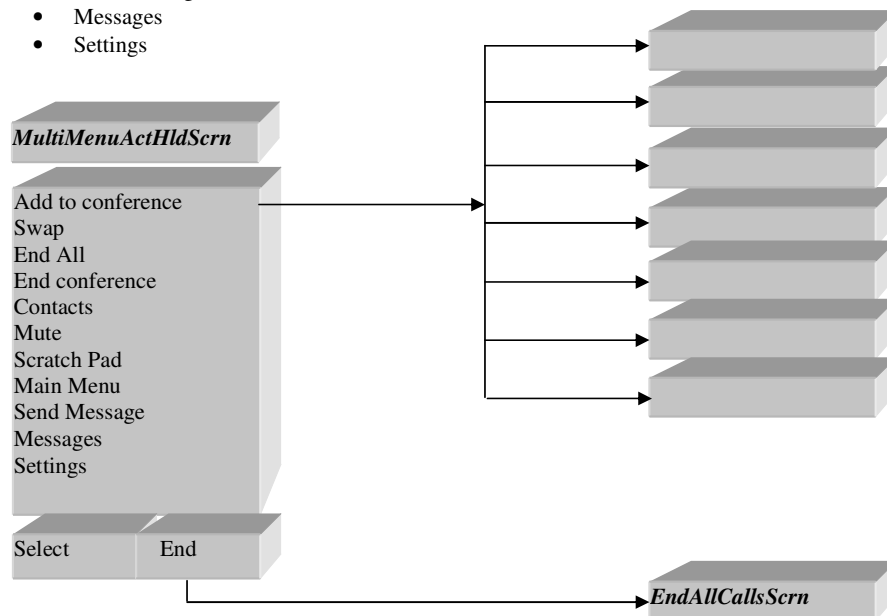 • Messages
• Settings
MultiMenuActHldScrn
Add to conference
Swap
End All
End conference
Contacts
Mute
Scratch Pad
Main Menu
Send Message
Messages
Settings
Select End
EndAllCallsScrn